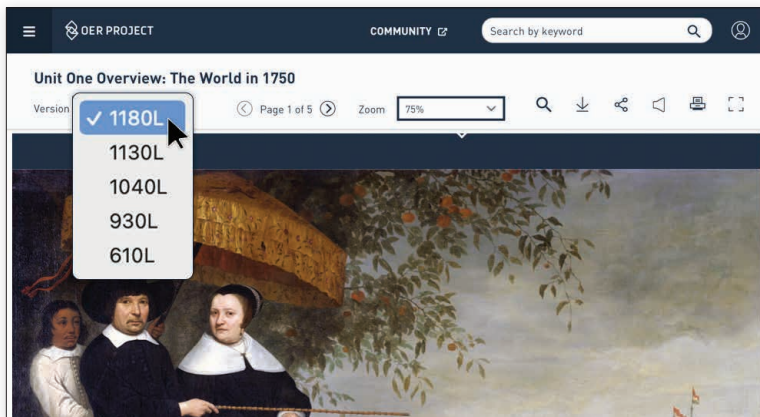 OER PROJECT
COMMUNITY
Search by keyword
Unit One Overview: The World in 1750
Version
Page 1 of 5
Zoom
75%
✓ 1180L
1130L
1040L
930L
610L